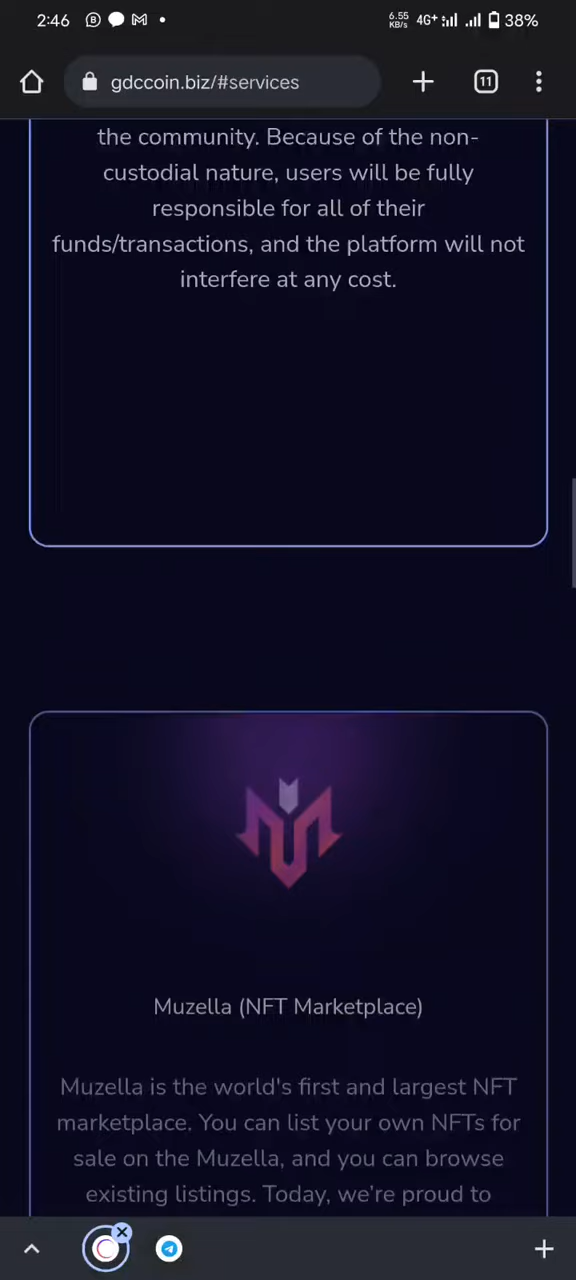 2:46
6.55
KB/s
4G+
38%
gdccoin.biz/#services
11
the community. Because of the non-
custodial nature, users will be fully
responsible for all of their
funds/transactions, and the platform will not
interfere at any cost.
Muzella (NFT Marketplace)
Muzella is the world's first and largest NFT
marketplace. You can list your own NFTs for
sale on the Muzella, and you can browse
existing listings. Today, we're proud to